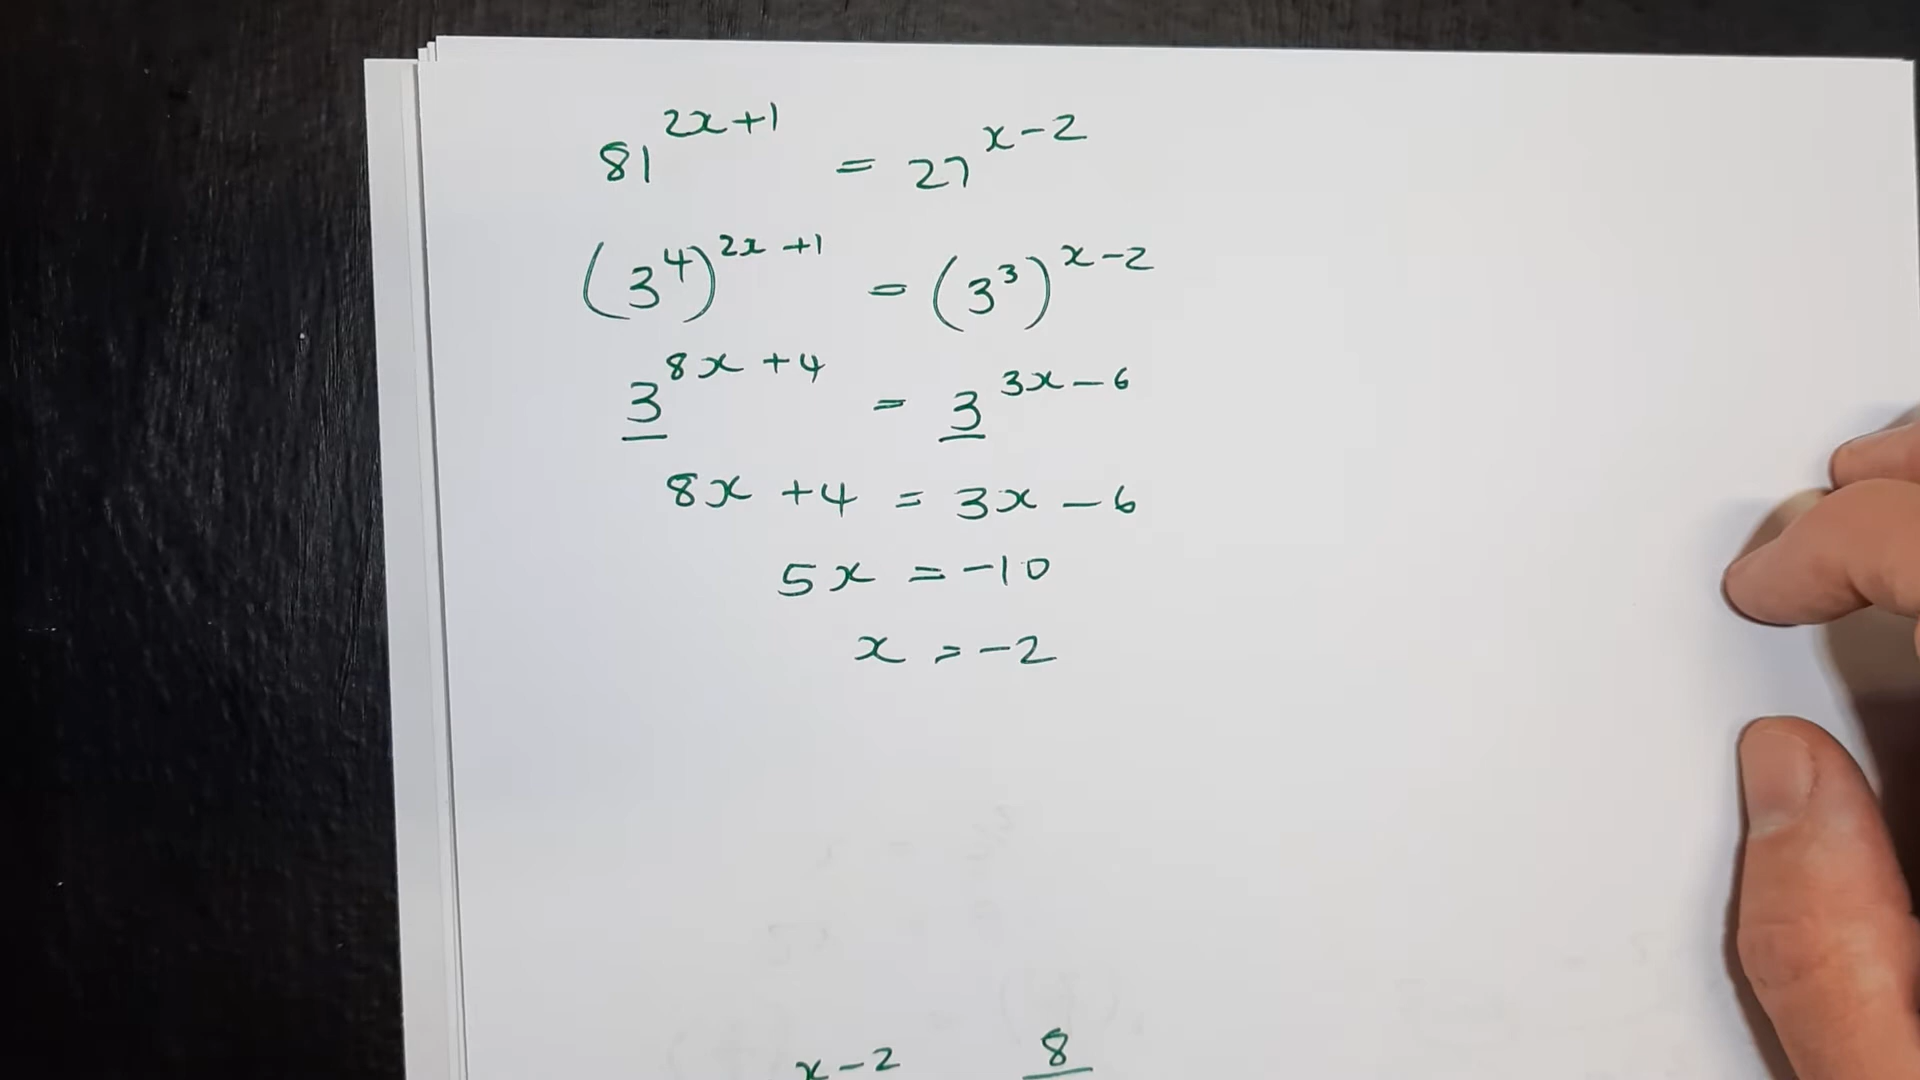 81^{2x+1} = 27^{x-2}
(3^4)^{2x+1} = (3^3)^{x-2}
3^{8x+4} = 3^{3x-6}
8x + 4 = 3x - 6
5x = -10
x = -2
x-2 8